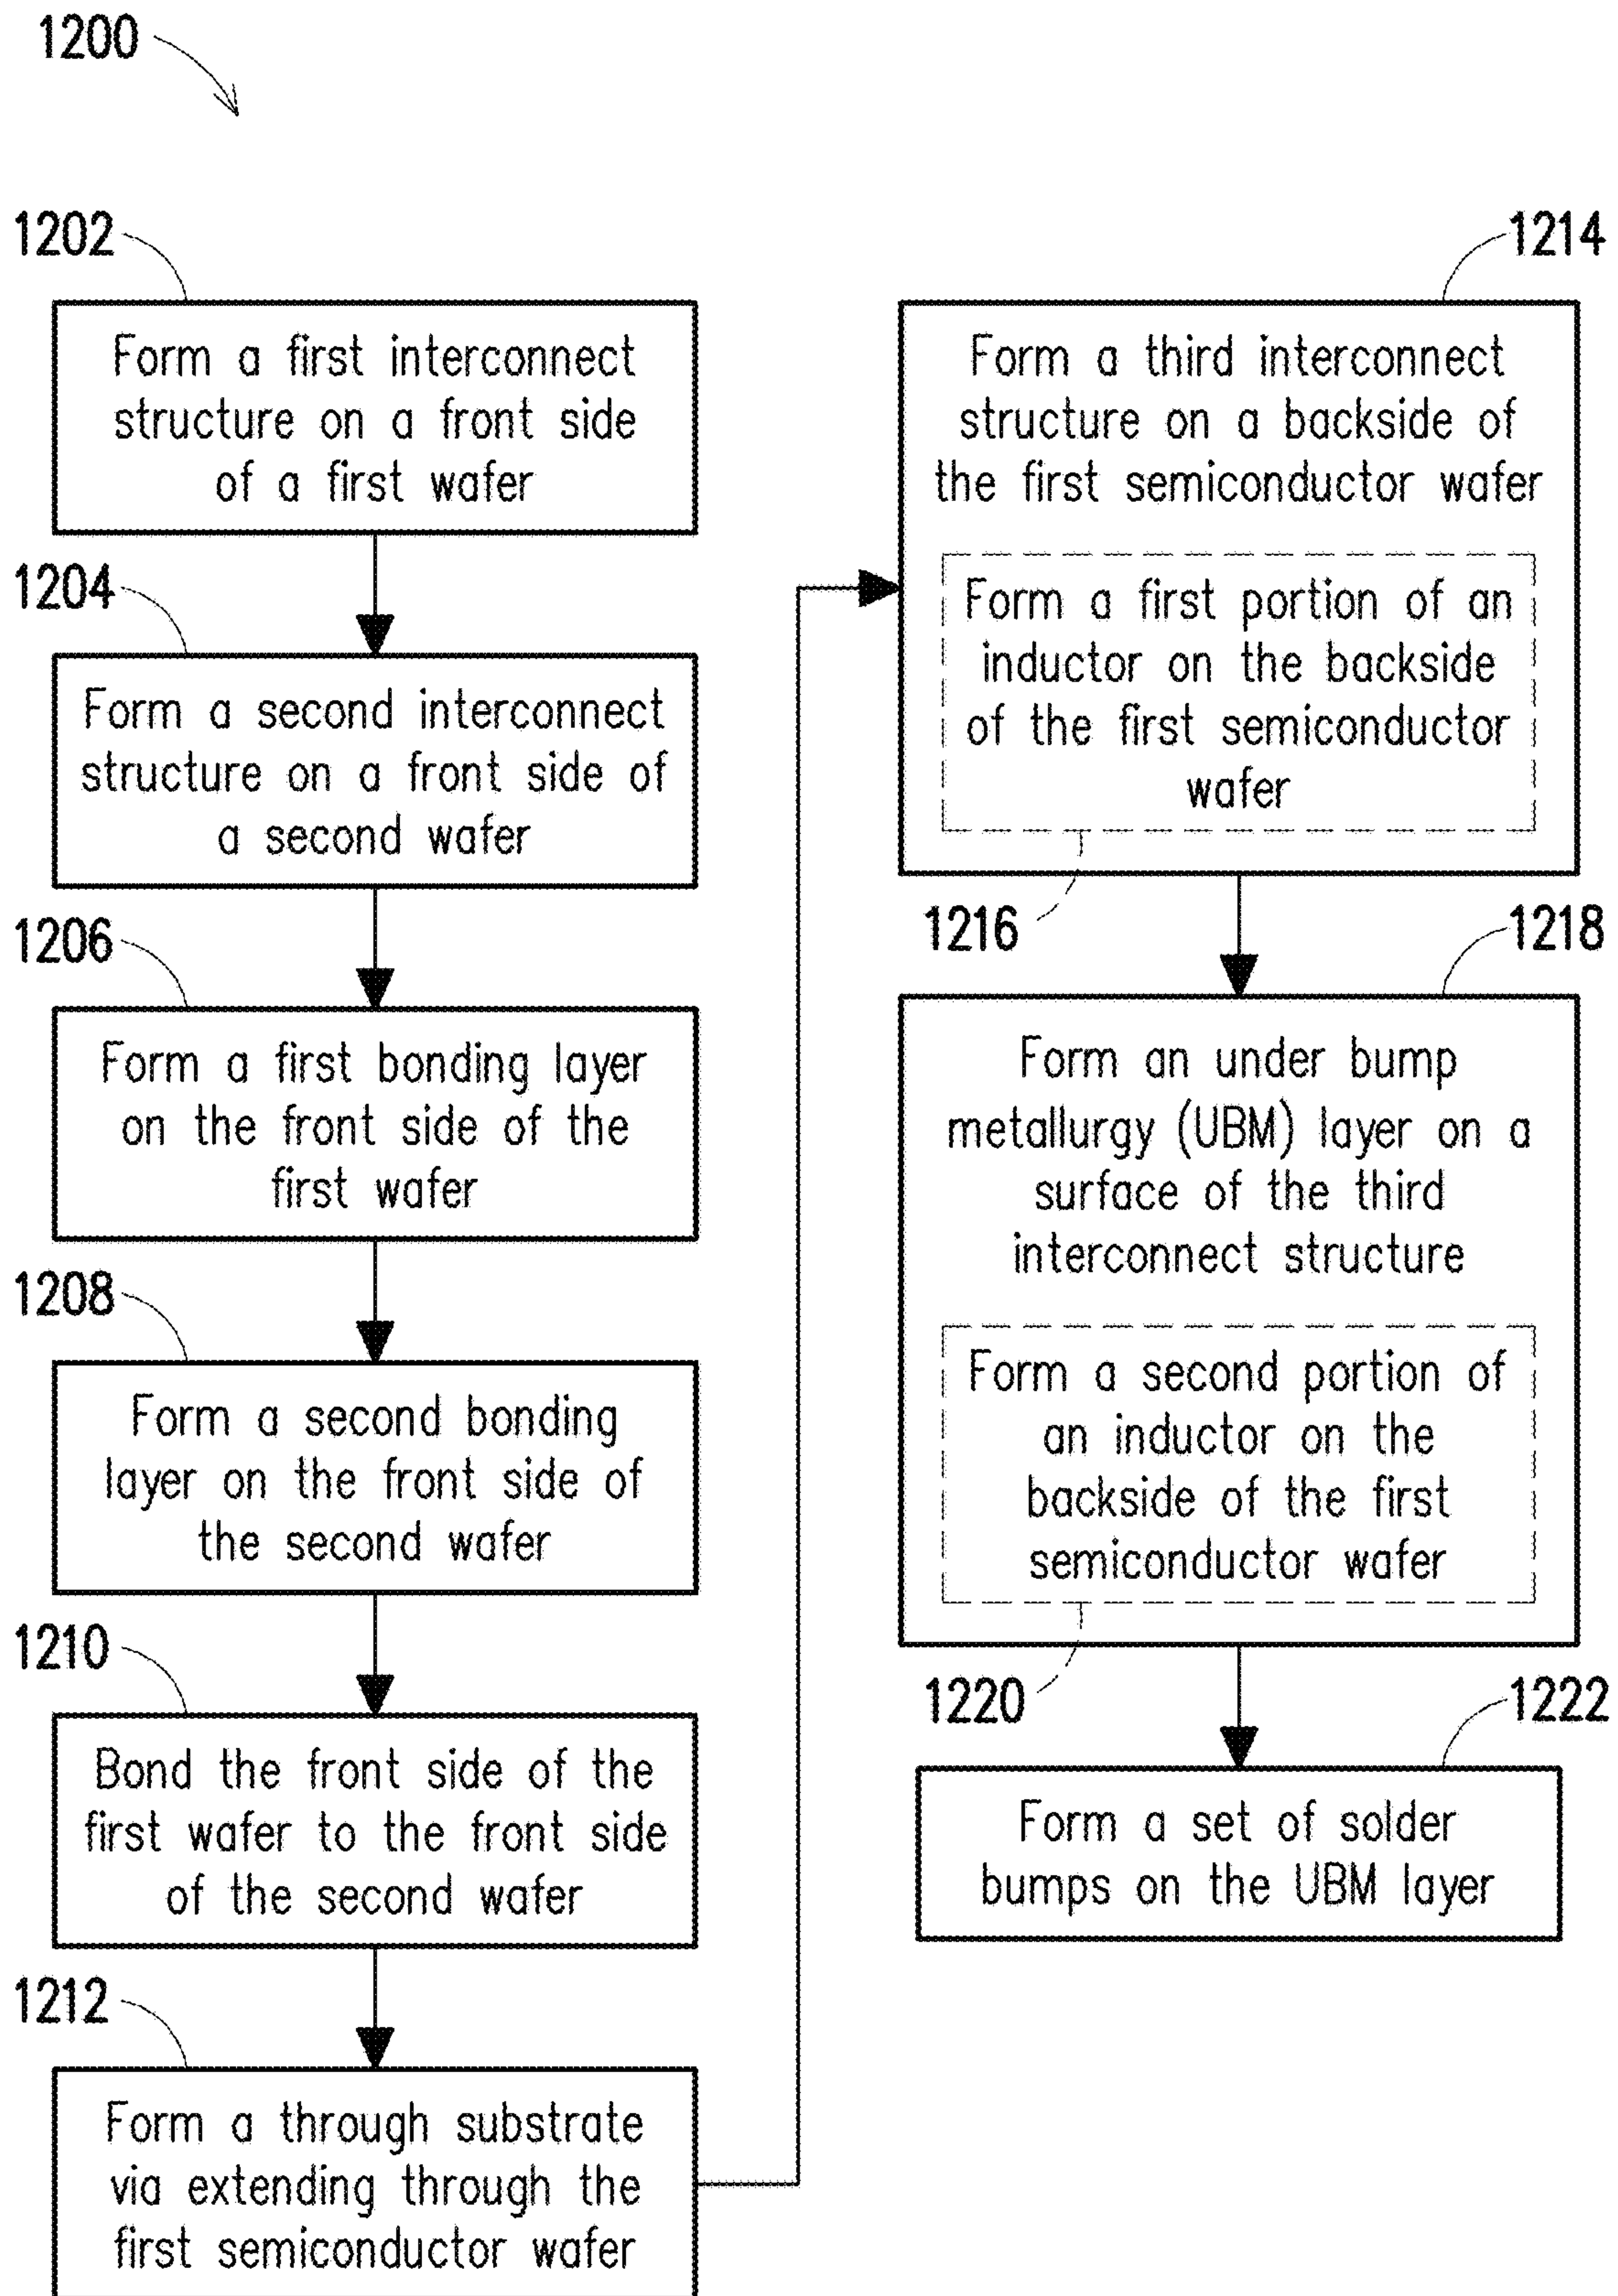 1200
1202
Form a first interconnect
structure on a front side
of a first wafer
1204
Form a second interconnect
structure on a front side of
a second wafer
1206
Form a first bonding layer
on the front side of the
first wafer
1208
Form a second bonding
layer on the front side of
the second wafer
1210
Bond the front side of the
first wafer to the front side
of the second wafer
1212
Form a through substrate
via extending through the
first semiconductor wafer
1214
Form a third interconnect
structure on a backside of
the first semiconductor wafer
Form a first portion of an
inductor on the backside
of the first semiconductor
wafer
1216
1218
Form an under bump
metallurgy (UBM) layer on a
surface of the third
interconnect structure
Form a second portion of
an inductor on the
backside of the first
semiconductor wafer
1220
1222
Form a set of solder
bumps on the UBM layer